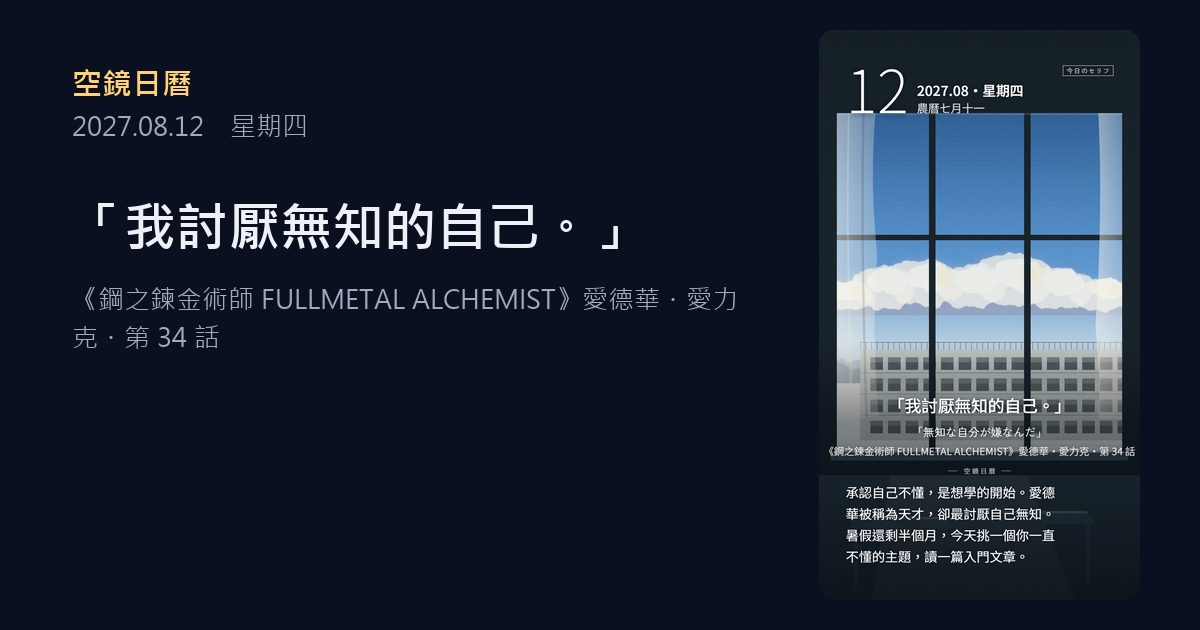 空鏡日曆
2027.08.12 星期四
「我討厭無知的自己。」
《鋼之鍊金術師 FULLMETAL ALCHEMIST》愛德華・愛力
克・第 34 話
今日のセリフ
12
2027.08・星期四
農曆七月十一
「我討厭無知的自己。」
「無知な自分が嫌なんだ」
《鋼之鍊金術師 FULLMETAL ALCHEMIST》愛德華・愛力克・第 34 話
— 空鏡日曆 —
承認自己不懂，是想學的開始。愛德
華被稱為天才，卻最討厭自己無知。
暑假還剩半個月，今天挑一個你一直
不懂的主題，讀一篇入門文章。